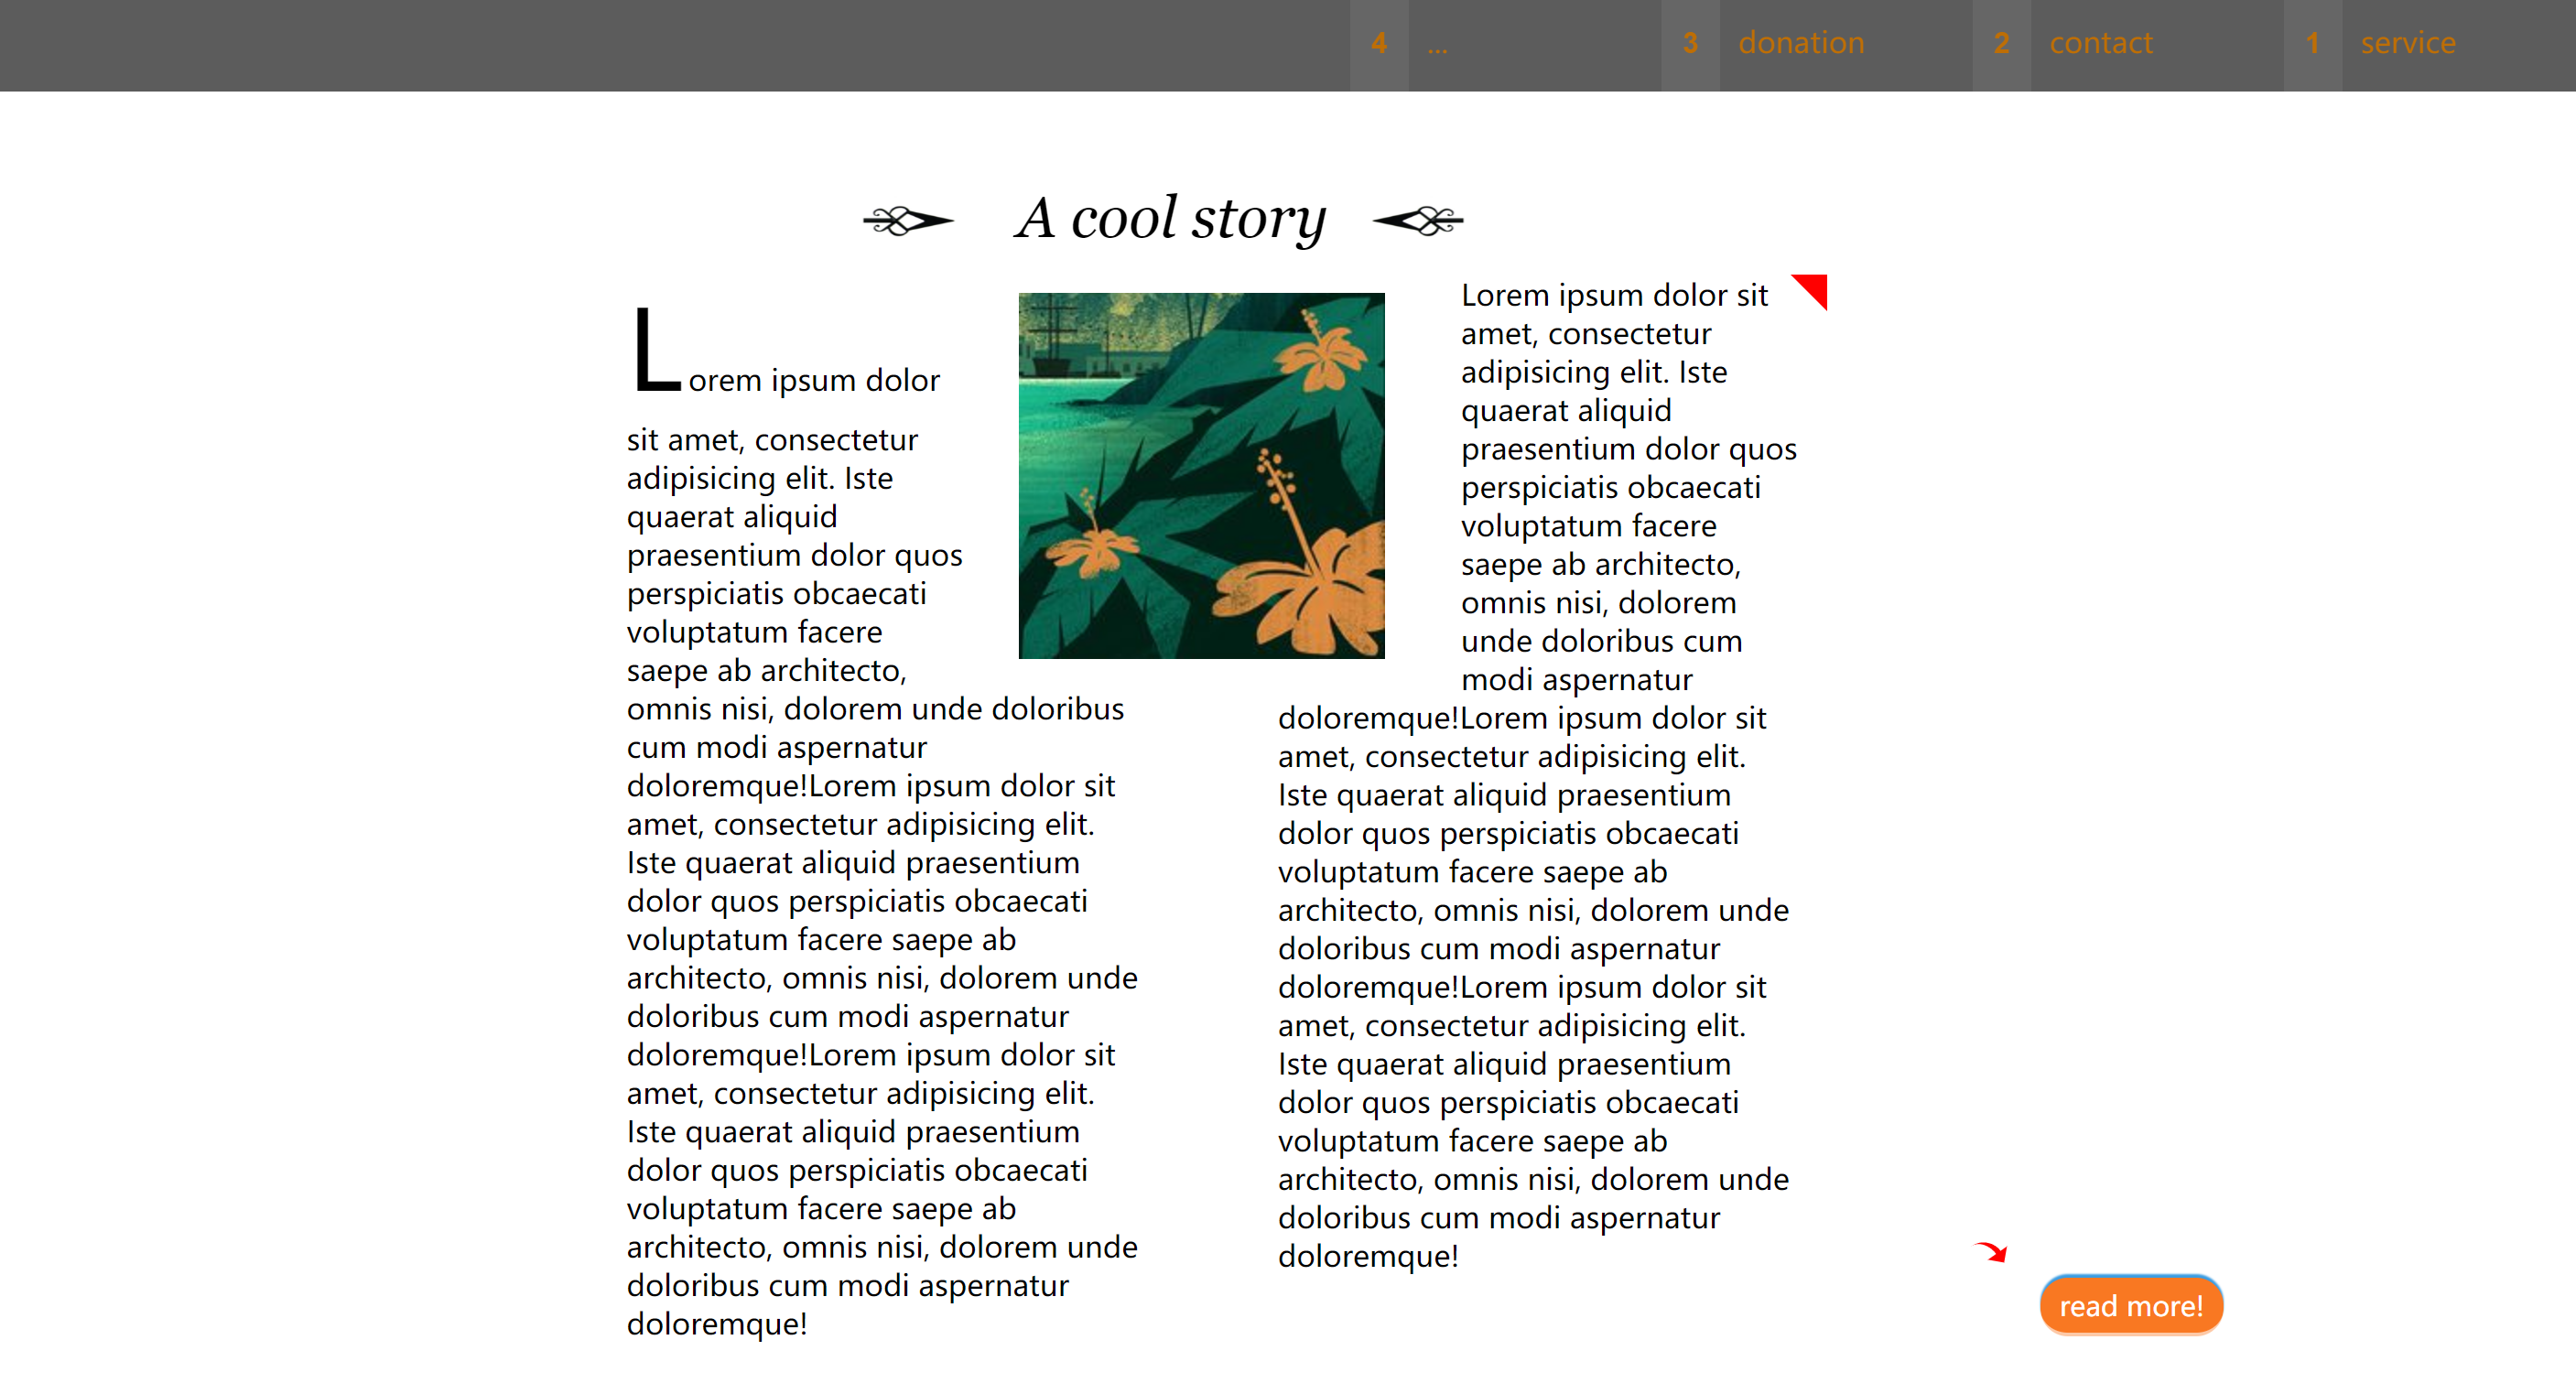 4 ... 3 donation 2 contact 1 service
A cool story
Lorem ipsum dolor
sit amet, consectetur
adipisicing elit. Iste
quaerat aliquid
praesentium dolor quos
perspiciatis obcaecati
voluptatum facere
saepe ab architecto,
omnis nisi, dolorem unde doloribus
cum modi aspernatur
doloremque!Lorem ipsum dolor sit
amet, consectetur adipisicing elit.
Iste quaerat aliquid praesentium
dolor quos perspiciatis obcaecati
voluptatum facere saepe ab
architecto, omnis nisi, dolorem unde
doloribus cum modi aspernatur
doloremque!Lorem ipsum dolor sit
amet, consectetur adipisicing elit.
Iste quaerat aliquid praesentium
dolor quos perspiciatis obcaecati
voluptatum facere saepe ab
architecto, omnis nisi, dolorem unde
doloribus cum modi aspernatur
doloremque!
Lorem ipsum dolor sit
amet, consectetur
adipisicing elit. Iste
quaerat aliquid
praesentium dolor quos
perspiciatis obcaecati
voluptatum facere
saepe ab architecto,
omnis nisi, dolorem
unde doloribus cum
modi aspernatur
doloremque!Lorem ipsum dolor sit
amet, consectetur adipisicing elit.
Iste quaerat aliquid praesentium
dolor quos perspiciatis obcaecati
voluptatum facere saepe ab
architecto, omnis nisi, dolorem unde
doloribus cum modi aspernatur
doloremque!Lorem ipsum dolor sit
amet, consectetur adipisicing elit.
Iste quaerat aliquid praesentium
dolor quos perspiciatis obcaecati
voluptatum facere saepe ab
architecto, omnis nisi, dolorem unde
doloribus cum modi aspernatur
doloremque!
read more!